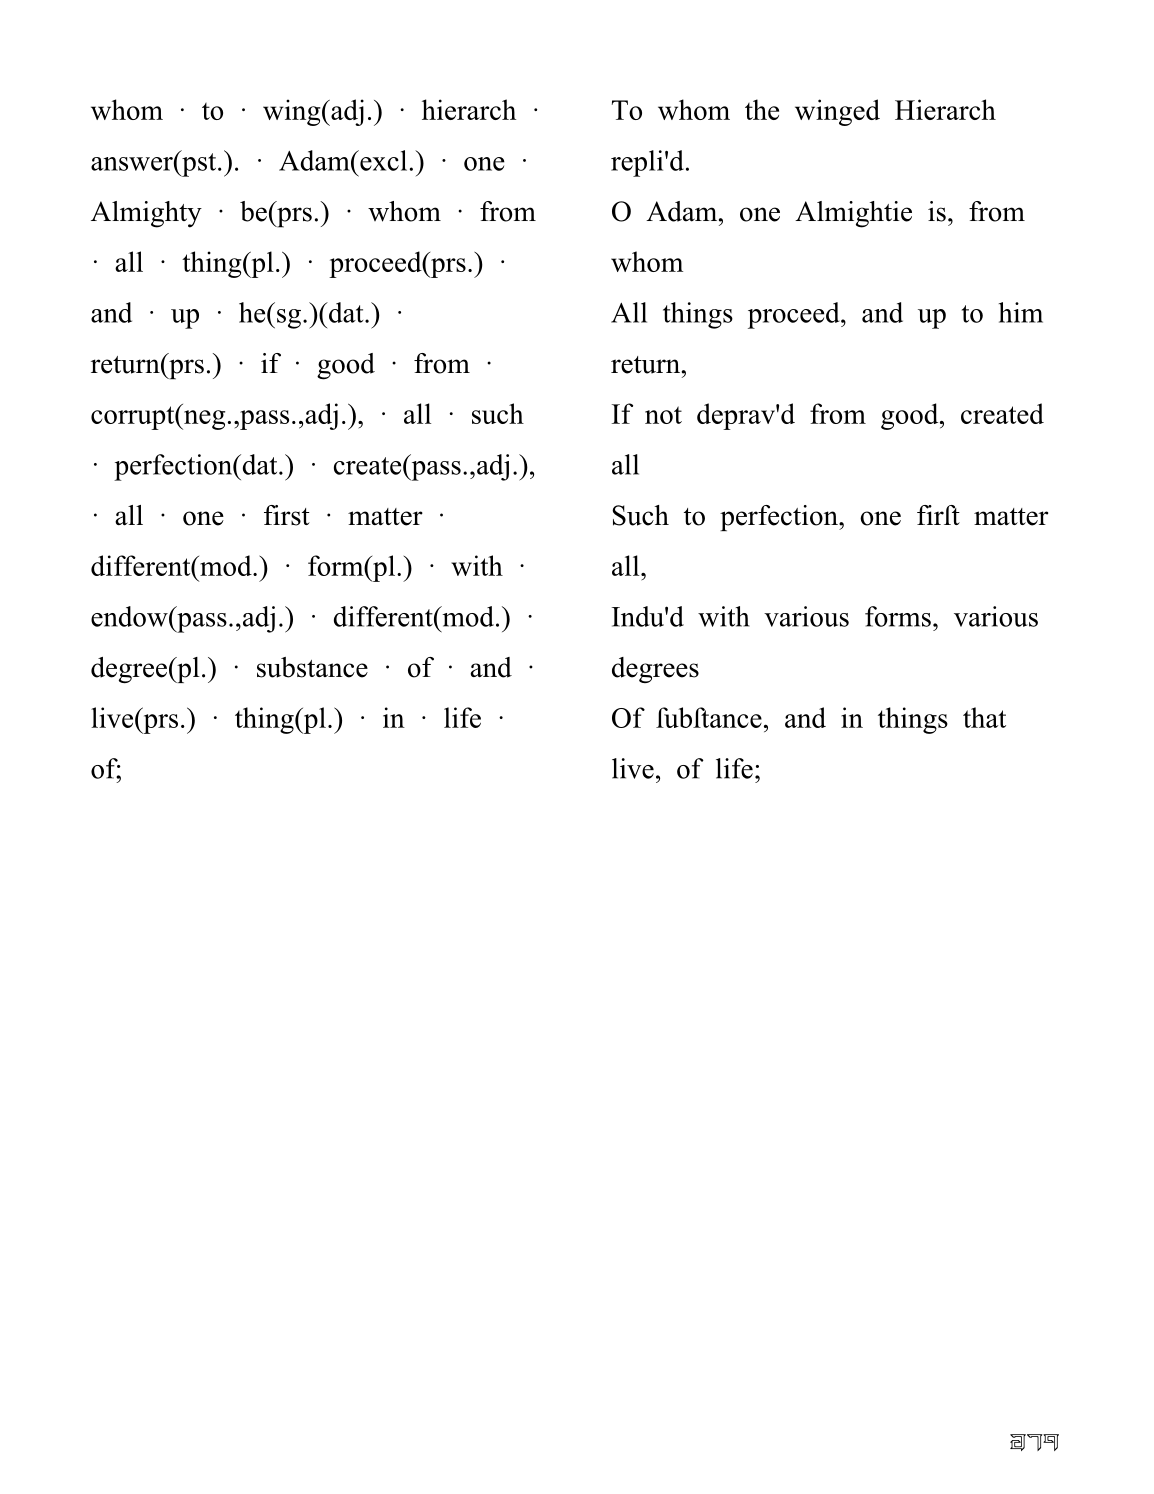 whom · to · wing(adj.) · hierarch ·
answer(pst.). · Adam(excl.) · one ·
Almighty · be(prs.) · whom · from
· all · thing(pl.) · proceed(prs.) ·
and · up · he(sg.)(dat.) ·
return(prs.) · if · good · from ·
corrupt(neg.,pass.,adj.), · all · such
· perfection(dat.) · create(pass.,adj.),
· all · one · first · matter ·
different(mod.) · form(pl.) · with ·
endow(pass.,adj.) · different(mod.) ·
degree(pl.) · substance · of · and ·
live(prs.) · thing(pl.) · in · life ·
of;
To whom the winged Hierarch
repli'd.
O Adam, one Almightie is, from
whom
All things proceed, and up to him
return,
If not deprav'd from good, created
all
Such to perfection, one firſt matter
all,
Indu'd with various forms, various
degrees
Of ſubſtance, and in things that
live, of life;